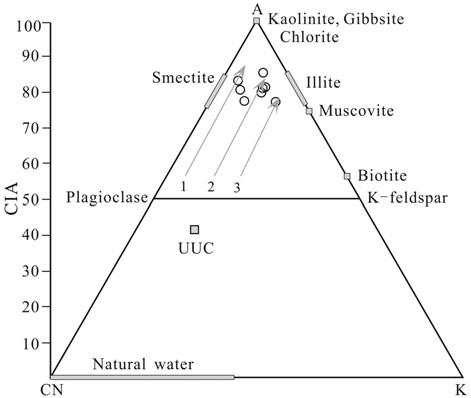 A
100
Kaolinite, Gibbsite
Chlorite
90
Smectite
Illite
80
Muscovite
70
60
Biotite
1 2 3
Plagioclase
K-feldspar
50
CIA
40
UUC
30
20
10
Natural water
CN
K